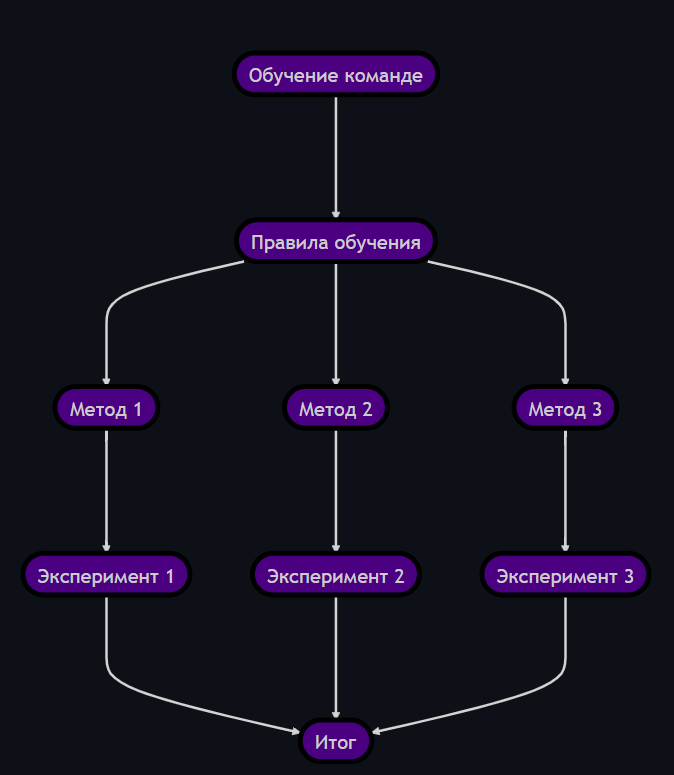 Обучение команде
Правила обучения
Метод 1
Метод 2
Метод 3
Эксперимент 1
Эксперимент 2
Эксперимент 3
Итог